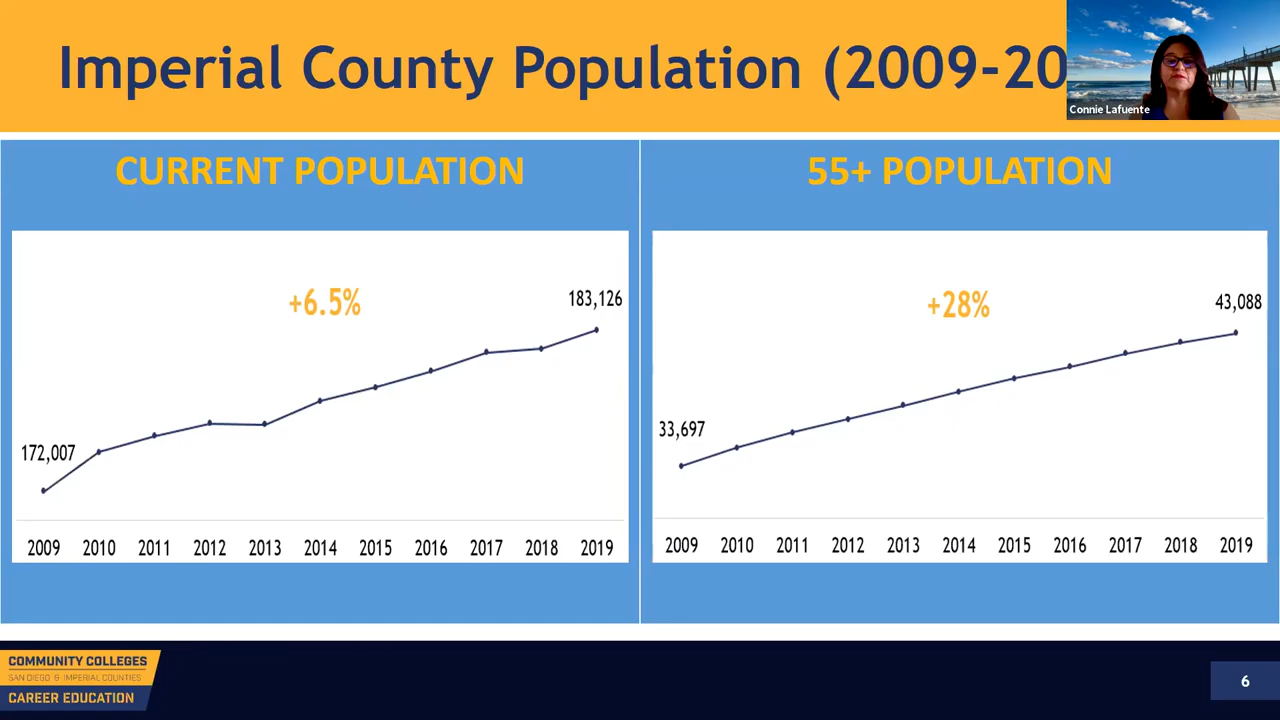 Imperial County Population (2009-20
Connie Lafuente
CURRENT POPULATION
+6.5%
183,126
172,007
2009 2010 2011 2012 2013 2014 2015 2016 2017 2018 2019
55+ POPULATION
+28%
43,088
33,697
2009 2010 2011 2012 2013 2014 2015 2016 2017 2018 2019
COMMUNITY COLLEGES
SAN DIEGO & IMPERIAL COUNTIES
CAREER EDUCATION
6